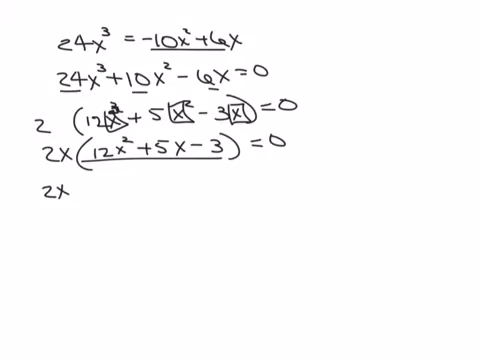 24x³ = -10x² + 6x
24x³ + 10x² - 6x = 0
2 (12x³ + 5x² - 3x) = 0
2x(12x² + 5x - 3) = 0
2x